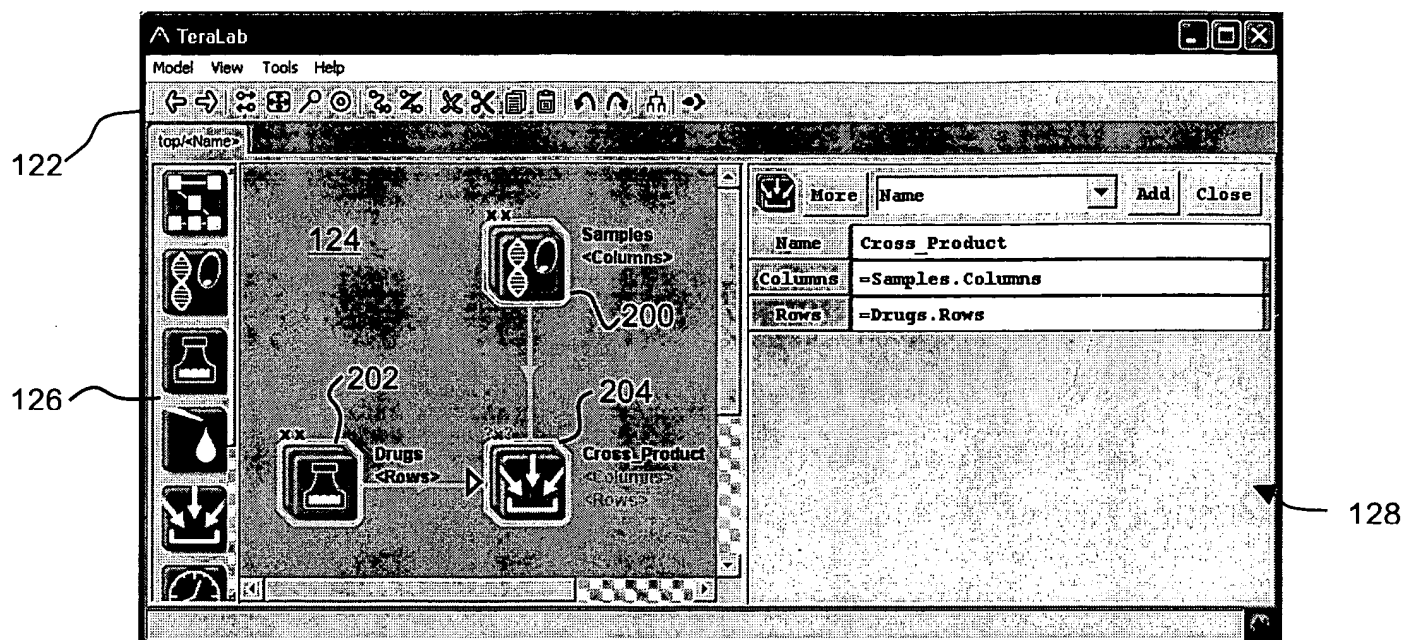 TeraLab
Model View Tools Help
122
top/<Name>
More Name Add Close
Name Cross_Product
Columns =Samples.Columns
Rows =Drugs.Rows
124
Samples
<Columns>
200
126
202
204
Drugs
<Rows>
Cross_Product
<Columns>
<Rows>
128